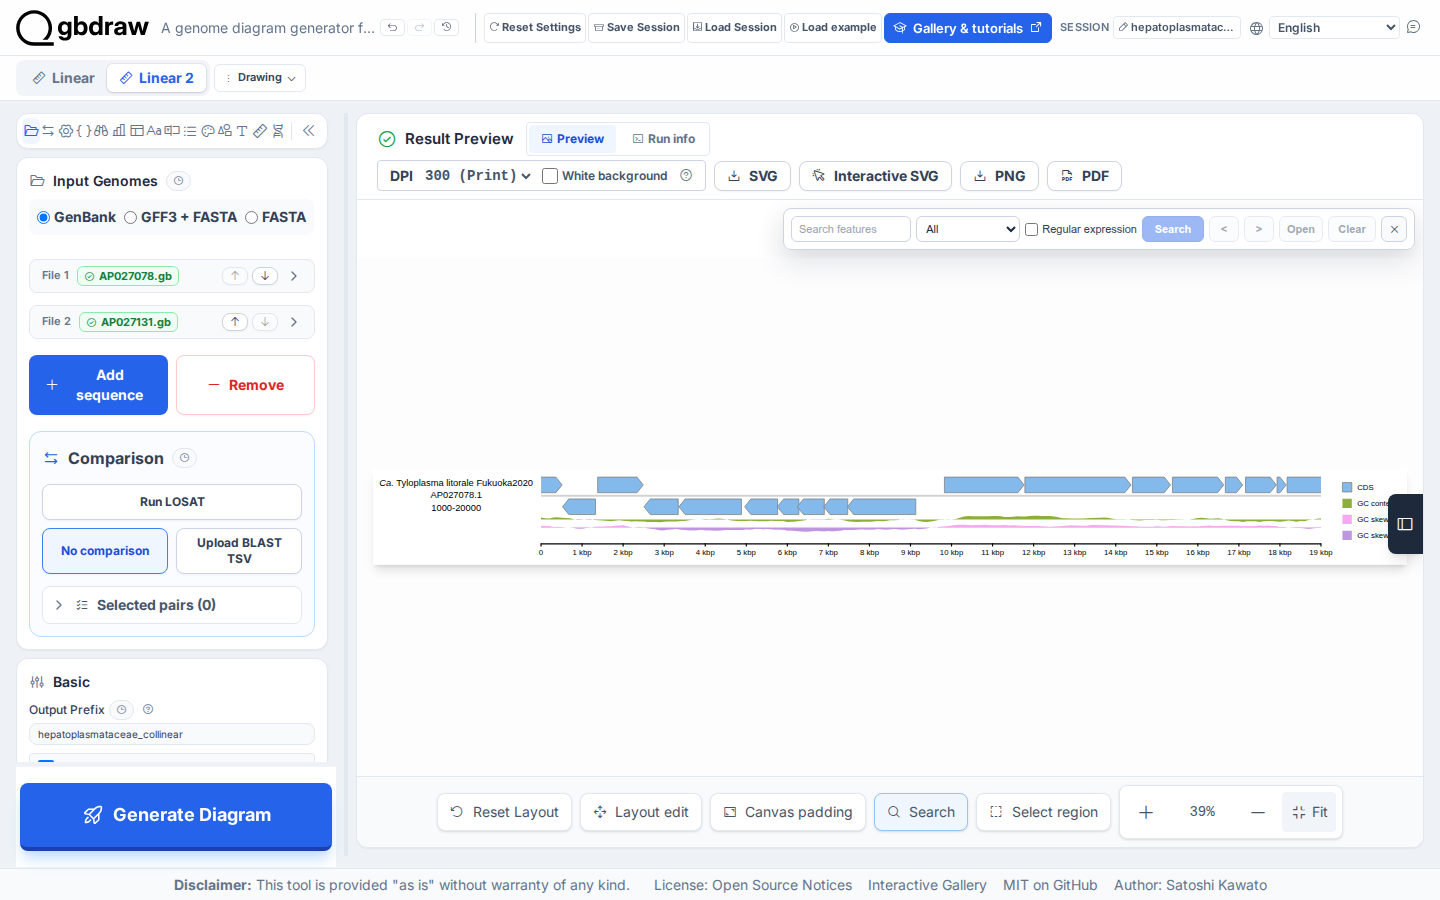 gbdraw
A genome diagram generator f...
Reset Settings
Save Session
Load Session
Load example
Gallery & tutorials
SESSION
hepatoplasmatac...
English
Linear
Linear 2
Drawing
Input Genomes
GenBank
GFF3 + FASTA
FASTA
File 1
AP027078.gb
File 2
AP027131.gb
Add sequence
Remove
Comparison
Run LOSAT
No comparison
Upload BLAST TSV
Selected pairs (0)
Basic
Output Prefix
hepatoplasmataceae_collinear
Generate Diagram
Result Preview
Preview
Run info
DPI
300 (Print)
White background
SVG
Interactive SVG
PNG
PDF
Search features
All
Regular expression
Search
<
>
Open
Clear
Ca. Tyloplasma litorale Fukuoka2020
AP027078.1
1000-20000
0
1 kbp
2 kbp
3 kbp
4 kbp
5 kbp
6 kbp
7 kbp
8 kbp
9 kbp
10 kbp
11 kbp
12 kbp
13 kbp
14 kbp
15 kbp
16 kbp
17 kbp
18 kbp
19 kbp
CDS
GC conte
GC skew
GC skew
Reset Layout
Layout edit
Canvas padding
Search
Select region
39%
Fit
Disclaimer: This tool is provided "as is" without warranty of any kind.
License: Open Source Notices
Interactive Gallery
MIT on GitHub
Author: Satoshi Kawato